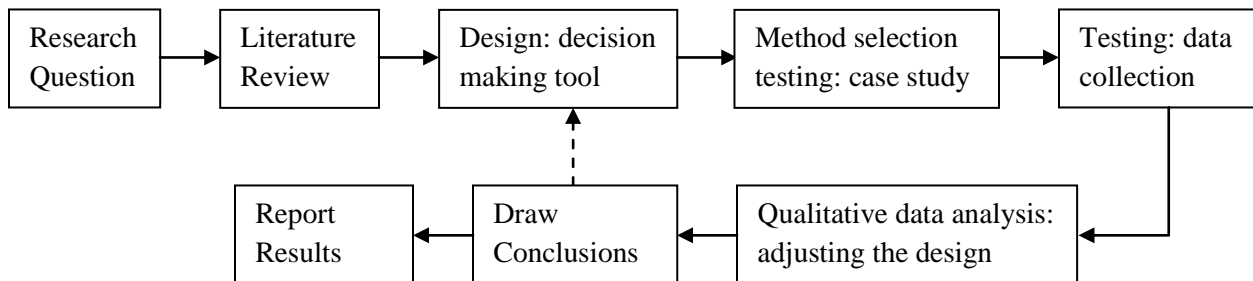 Research
Question
Literature
Review
Design: decision
making tool
Method selection
testing: case study
Testing: data
collection
Report
Results
Draw
Conclusions
Qualitative data analysis:
adjusting the design